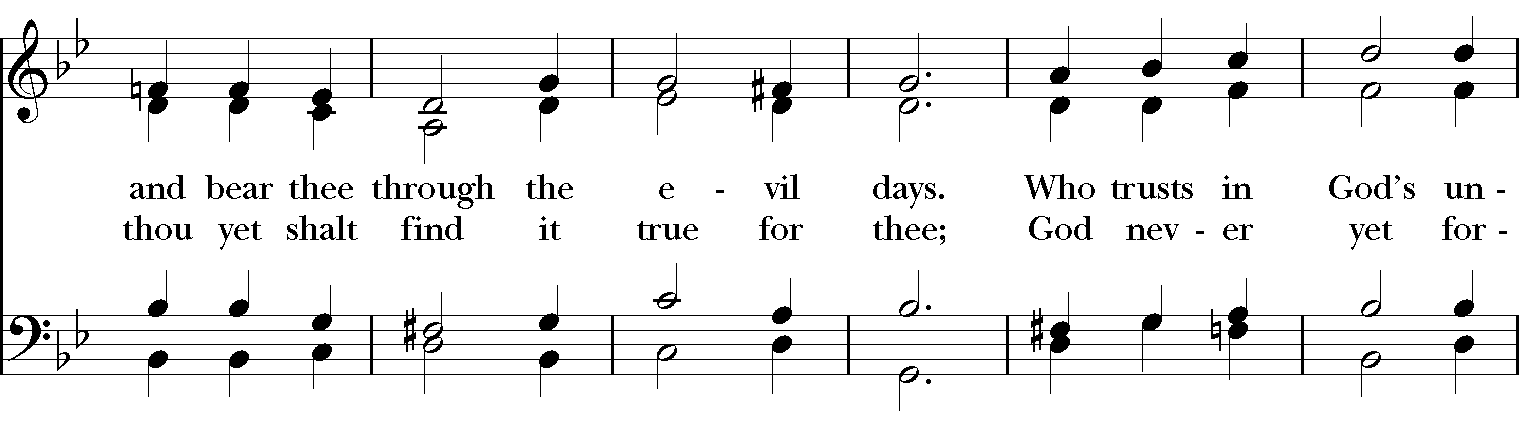 and bear thee through the e - vil days. Who trusts in God’s un -
thou yet shalt find it true for thee; God nev - er yet for -